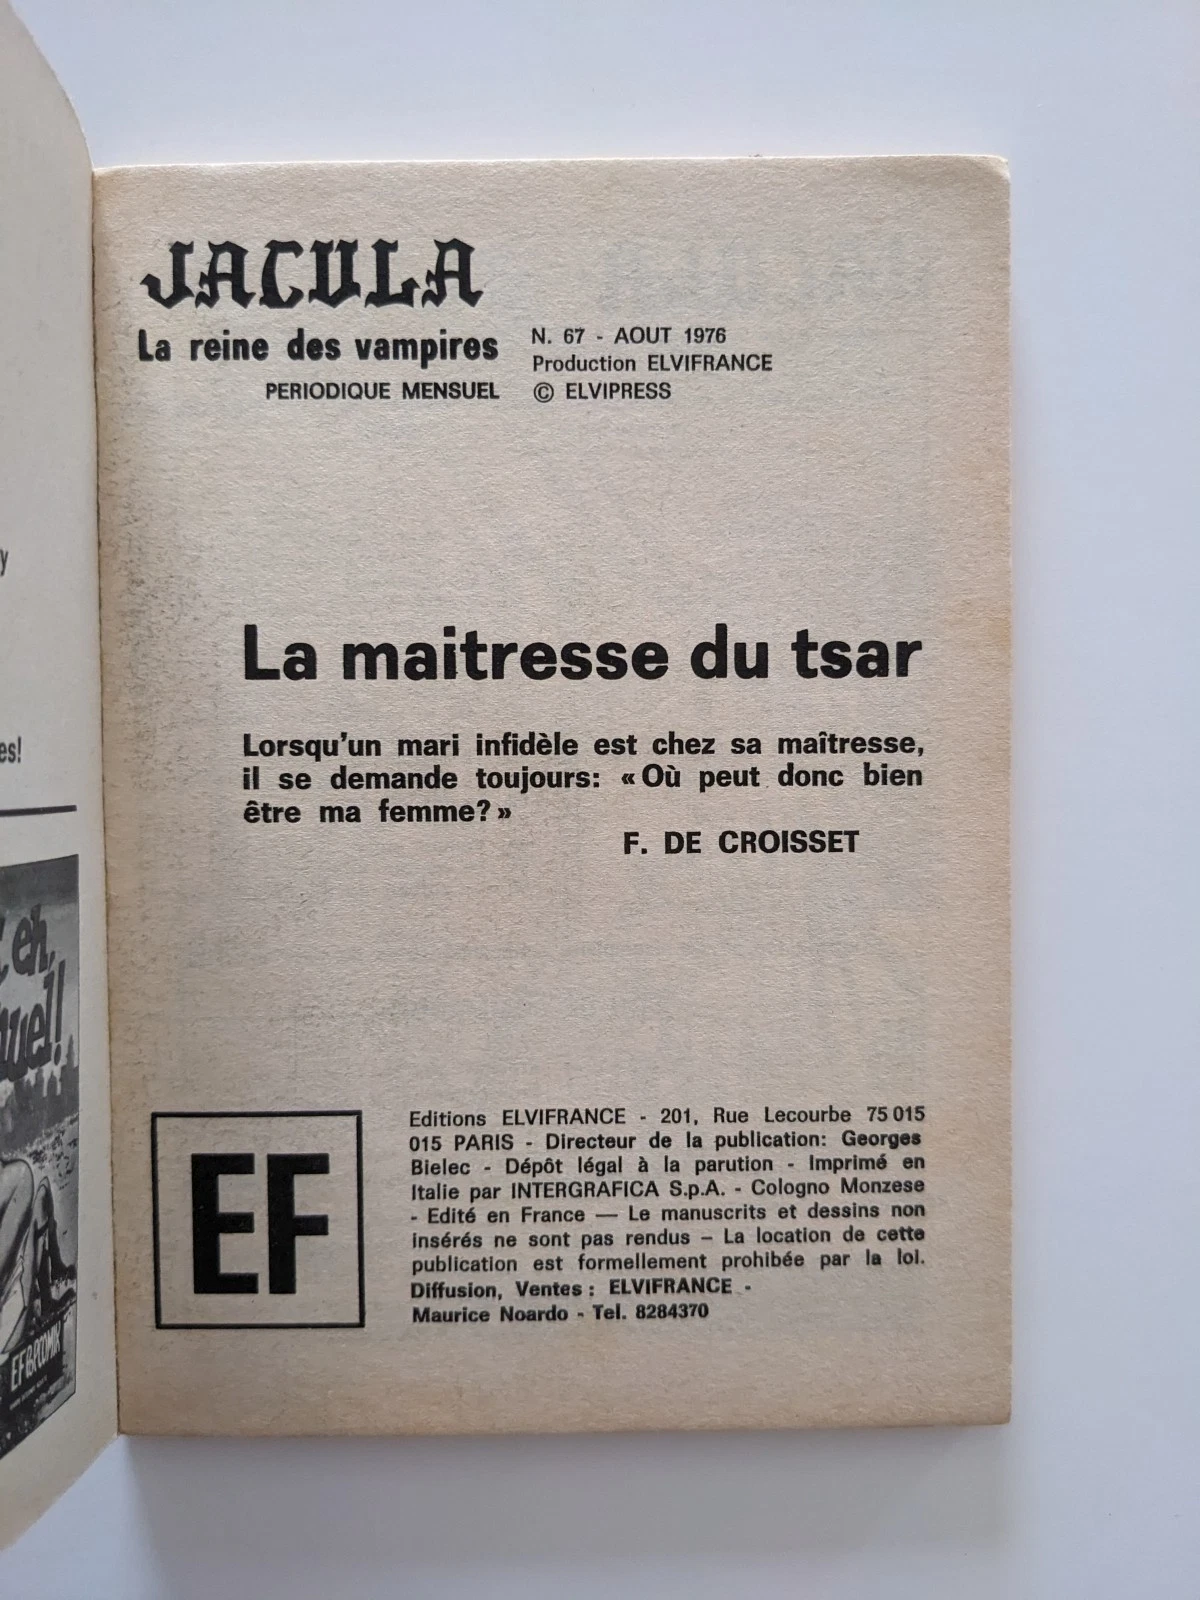 JACULA
La reine des vampires
PERIODIQUE MENSUEL
N. 67 - AOUT 1976
Production ELVIFRANCE
© ELVIPRESS
La maitresse du tsar
Lorsqu'un mari infidèle est chez sa maîtresse,
il se demande toujours: « Où peut donc bien
être ma femme? »
F. DE CROISSET
EF
Editions ELVIFRANCE - 201, Rue Lecourbe 75 015
015 PARIS - Directeur de la publication: Georges
Bielec - Dépôt légal à la parution - Imprimé en
Italie par INTERGRAFICA S.p.A. - Cologno Monzese
- Edité en France — Le manuscrits et dessins non
insérés ne sont pas rendus – La location de cette
publication est formellement prohibée par la loi.
Diffusion, Ventes : ELVIFRANCE -
Maurice Noardo - Tel. 8284370
y
es!
en,
uel!
EF POPCOMIK